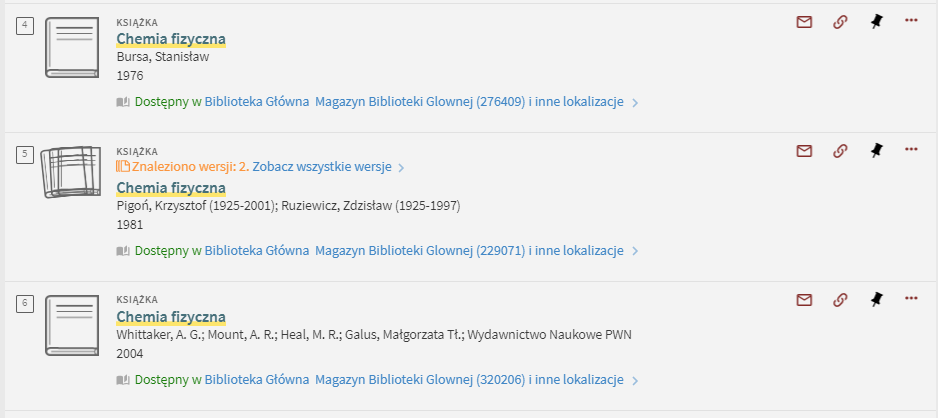 4
KSIĄŻKA
Chemia fizyczna
Bursa, Stanisław
1976
Dostępny w Biblioteka Główna Magazyn Biblioteki Glownej (276409) i inne lokalizacje
5
KSIĄŻKA
Znaleziono wersji: 2. Zobacz wszystkie wersje
Chemia fizyczna
Pigoń, Krzysztof (1925-2001); Ruziewicz, Zdzisław (1925-1997)
1981
Dostępny w Biblioteka Główna Magazyn Biblioteki Glownej (229071) i inne lokalizacje
6
KSIĄŻKA
Chemia fizyczna
Whittaker, A. G.; Mount, A. R.; Heal, M. R.; Galus, Małgorzata Tł.; Wydawnictwo Naukowe PWN
2004
Dostępny w Biblioteka Główna Magazyn Biblioteki Glownej (320206) i inne lokalizacje